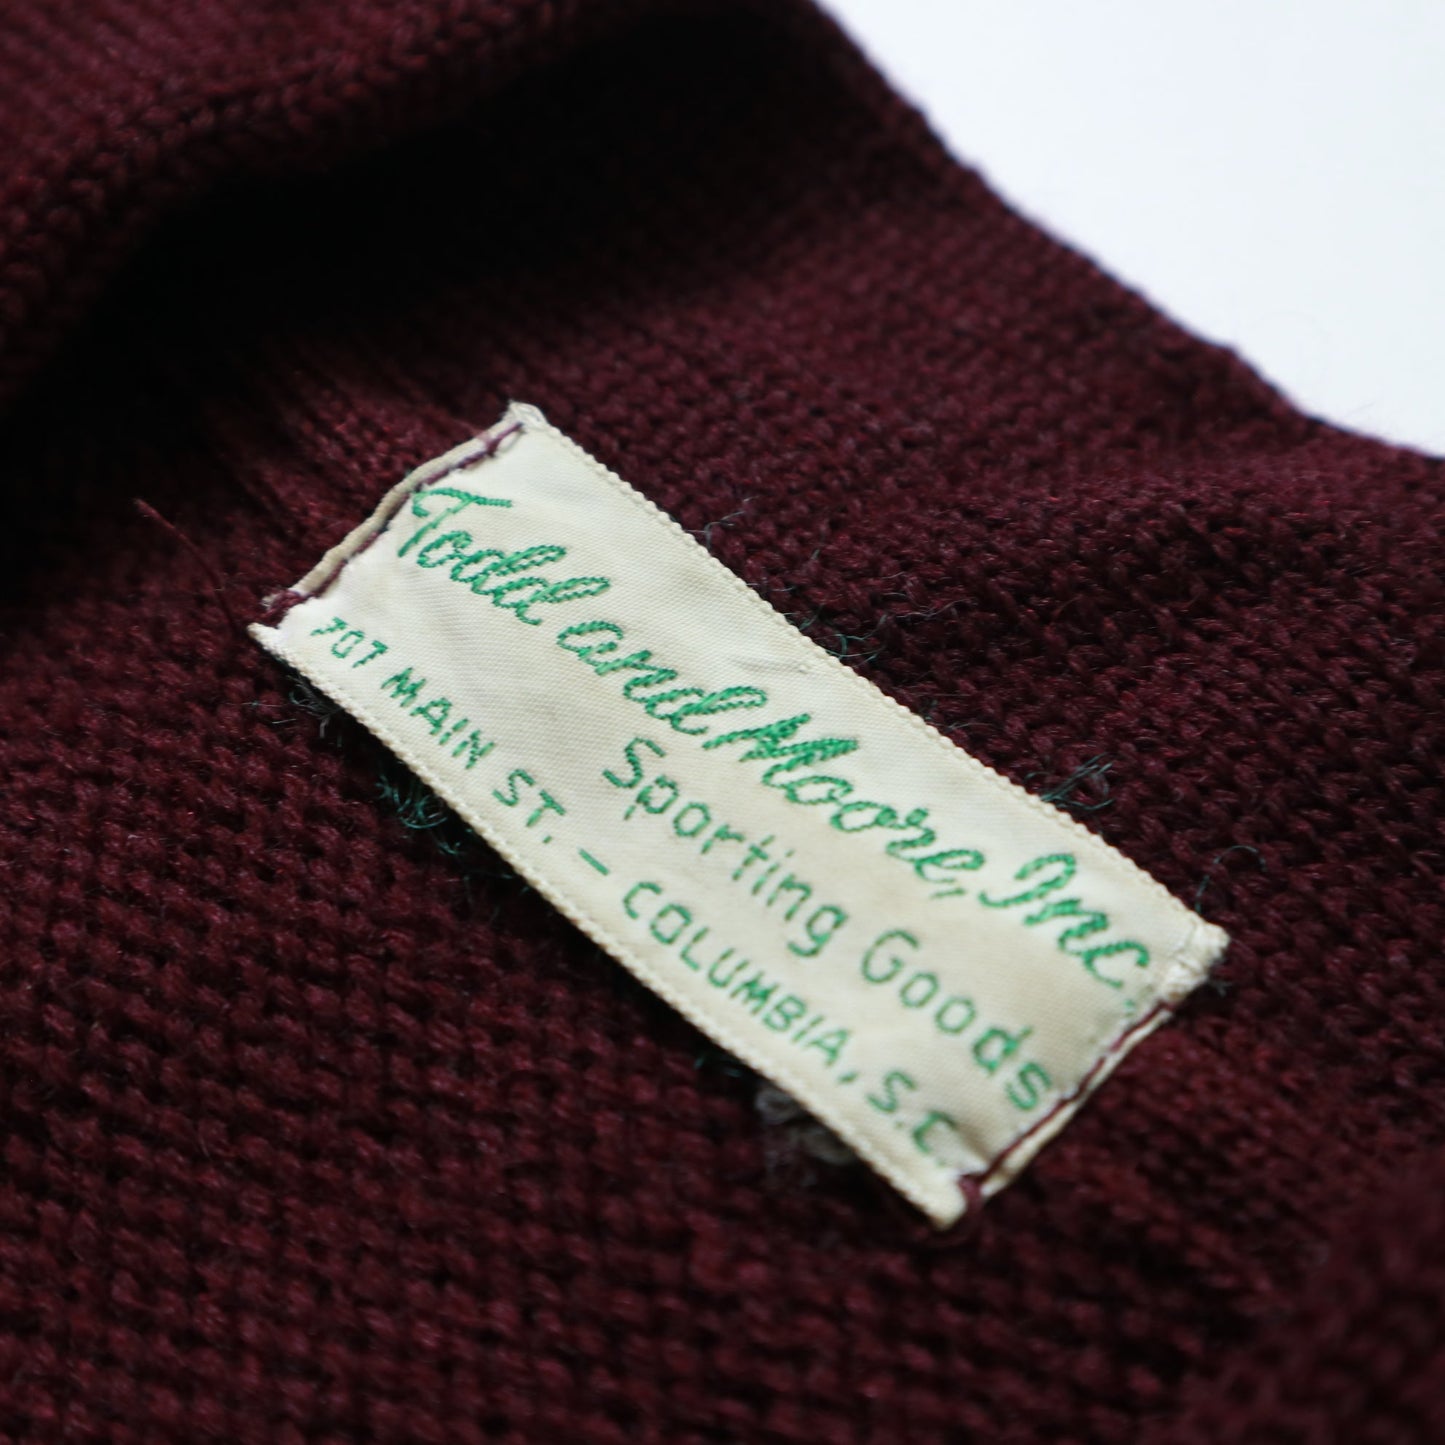 Todd and Moore, Inc.
Sporting Goods
707 MAIN ST. – COLUMBIA, S.C.